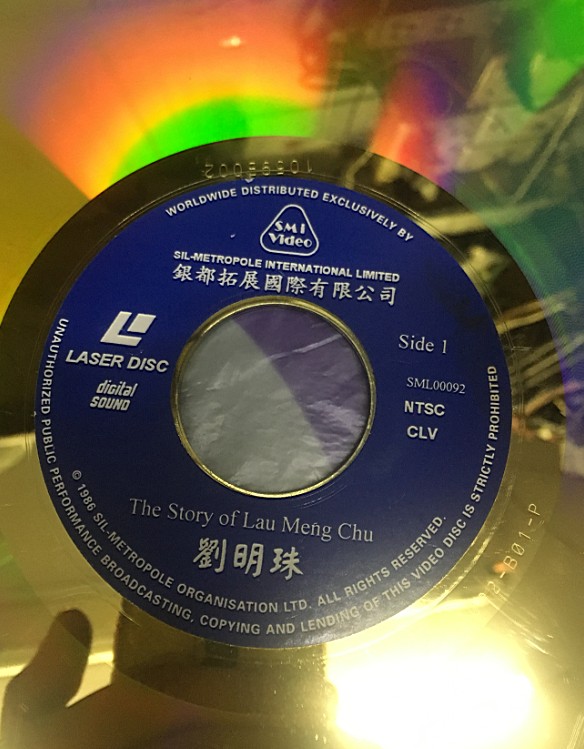 10598002
WORLDWIDE DISTRIBUTED EXCLUSIVELY BY
SMI
Video
SIL-METROPOLE INTERNATIONAL LIMITED
銀都拓展國際有限公司
LASER DISC
digital
SOUND
Side 1
SML00092
NTSC
CLV
The Story of Lau Meng Chu
劉明珠
© 1986 SIL-METROPOLE ORGANISATION LTD. ALL RIGHTS RESERVED.
UNAUTHORIZED PUBLIC PERFORMANCE BROADCASTING, COPYING AND LENDING OF THIS VIDEO DISC IS STRICTLY PROHIBITED
B01-P